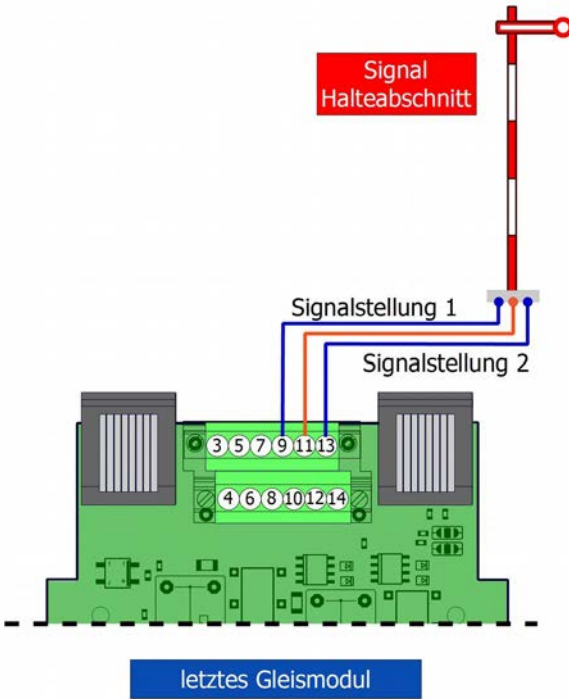 Signal
Halteabschnitt
Signalstellung 1
Signalstellung 2
3 5 7 9 11 13
4 6 8 10 12 14
letztes Gleismodul